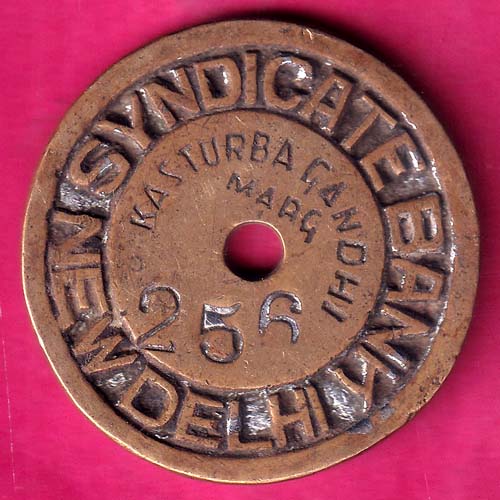 SYNDICATE BANK
NEW DELHI
KASTURBA GANDHI
MARG
256